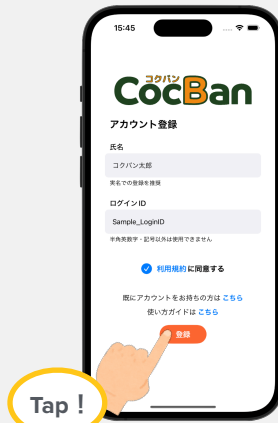 15:45
コクバン
CocBan
アカウント登録
氏名
コクバン太郎
実名での登録を推奨
ログインID
Sample_LoginID
半角英数字・記号以外は使用できません
利用規約に同意する
既にアカウントをお持ちの方は こちら
使い方ガイドは こちら
登録
Tap！